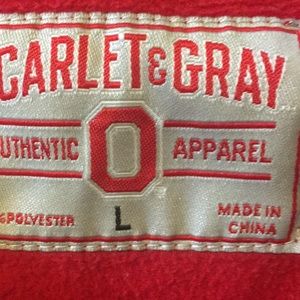 CARLET & GRAY
UTHENTIC O APPAREL
%POLYESTER L MADE IN
CHINA